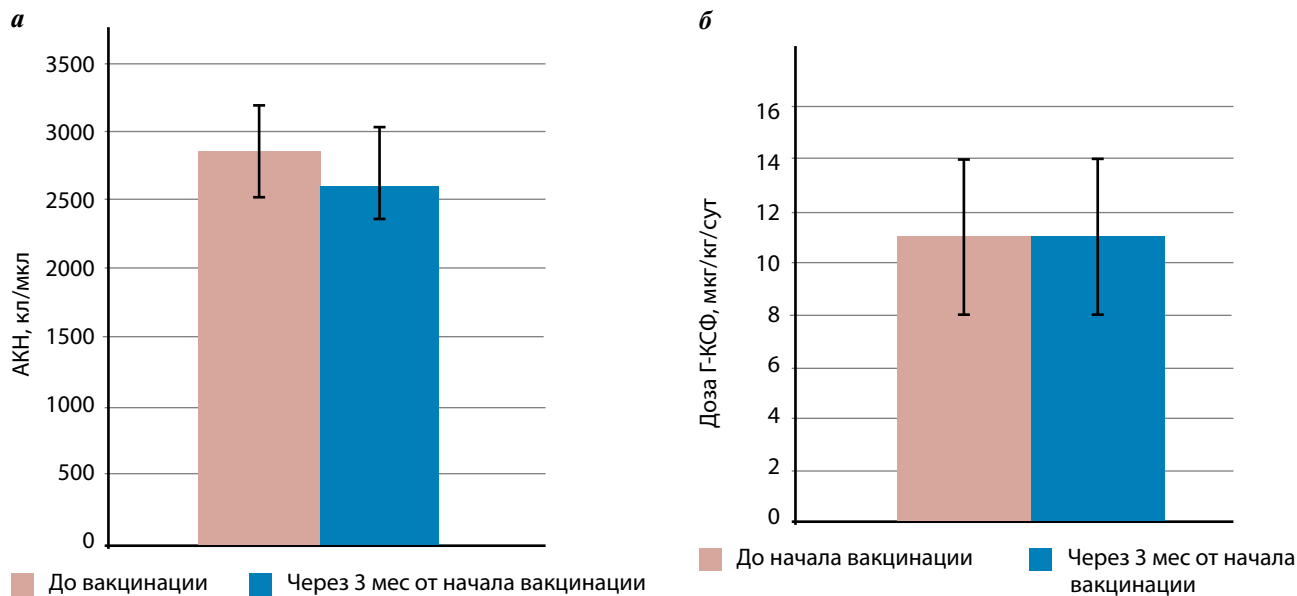 а
3500
3000
2500
2000
1500
1000
500
0
АКН, кл/мкл
До вакцинации
Через 3 мес от начала вакцинации
б
16
14
12
10
8
6
4
2
0
Доза Г-КСФ, мкг/кг/сут
До начала вакцинации
Через 3 мес от начала
вакцинации